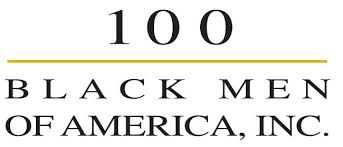 100
BLACK MEN
OF AMERICA, INC.